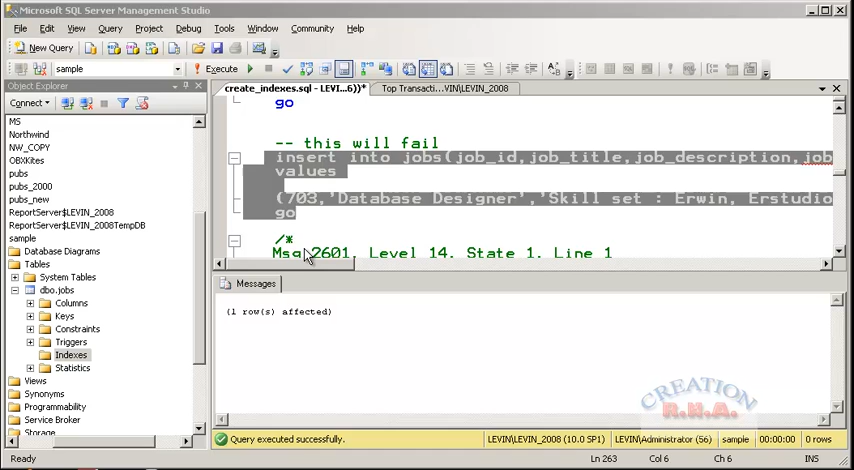 Microsoft SQL Server Management Studio
File Edit View Query Project Debug Tools Window Community Help
New Query
sample Execute
Object Explorer
Connect
MS
Northwind
NW_COPY
OBXKites
pubs
pubs_2000
pubs_new
ReportServer$LEVIN_2008
ReportServer$LEVIN_2008TempDB
sample
Database Diagrams
Tables
System Tables
dbo.jobs
Columns
Keys
Constraints
Triggers
Indexes
Statistics
Views
Synonyms
Programmability
Service Broker
Storage
create_indexes.sql - LEVI...6))* Top Transacti...VIN\LEVIN_2008
go
-- this will fail
insert into jobs(job_id,job_title,job_description,job
values
(703,'Database Designer','Skill set : Erwin, Erstudio
go
/*
Msg 2601, Level 14, State 1, Line 1
Messages
(1 row(s) affected)
CREATION
R.N.A.
Query executed successfully. LEVIN\LEVIN_2008 (10.0 SP1) LEVIN\Administrator (56) sample 00:00:00 0 rows
Ready Ln 263 Col 6 Ch 6 INS